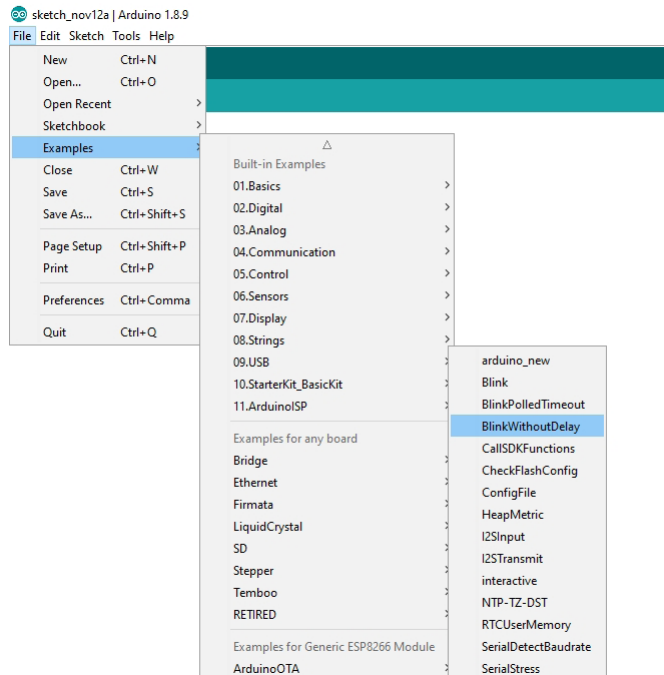 sketch_nov12a | Arduino 1.8.9
File Edit Sketch Tools Help
New Ctrl+N
Open... Ctrl+O
Open Recent
Sketchbook
Examples
Close Ctrl+W
Save Ctrl+S
Save As... Ctrl+Shift+S
Page Setup Ctrl+Shift+P
Print Ctrl+P
Preferences Ctrl+Comma
Quit Ctrl+Q
Built-in Examples
01.Basics
02.Digital
03.Analog
04.Communication
05.Control
06.Sensors
07.Display
08.Strings
09.USB
10.StarterKit_BasicKit
11.ArduinoISP
Examples for any board
Bridge
Ethernet
Firmata
LiquidCrystal
SD
Stepper
Temboo
RETIRED
Examples for Generic ESP8266 Module
ArduinoOTA
arduino_new
Blink
BlinkPolledTimeout
BlinkWithoutDelay
CallSDKFunctions
CheckFlashConfig
ConfigFile
HeapMetric
I2SInput
I2STransmit
interactive
NTP-TZ-DST
RTCUserMemory
SerialDetectBaudrate
SerialStress